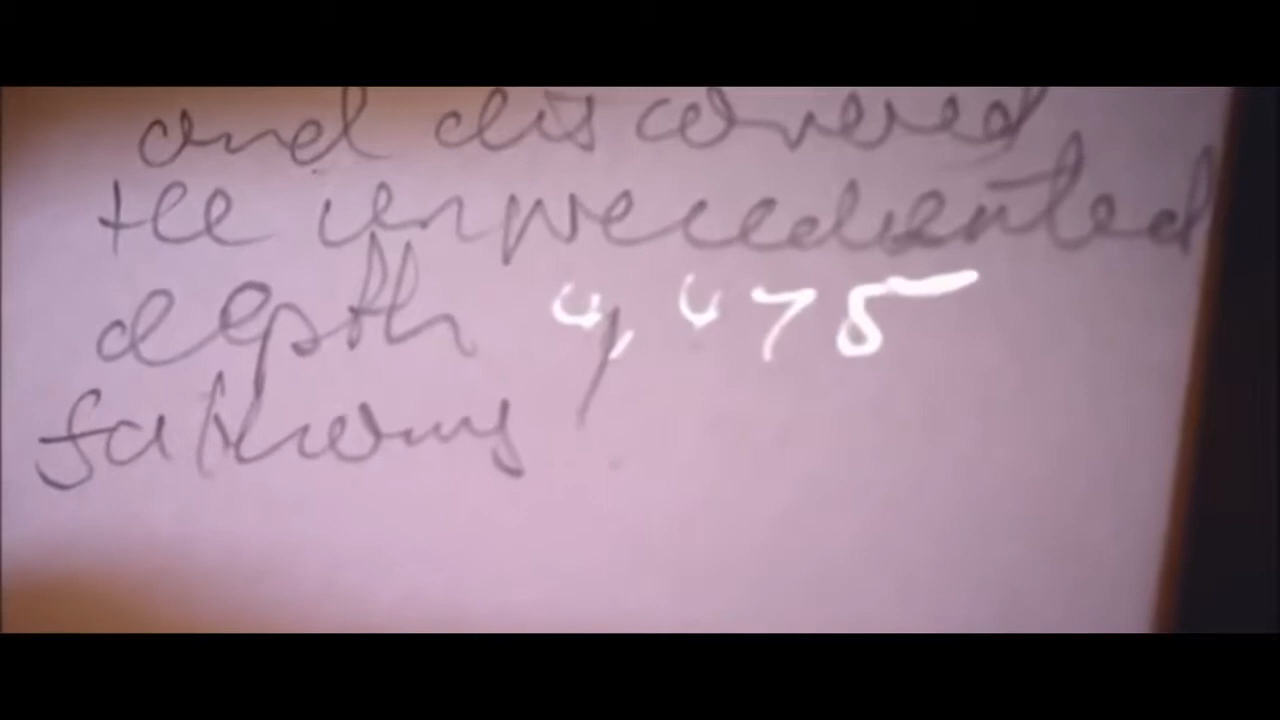 and discovered
the unprecedented
depth 4,475
fathoms